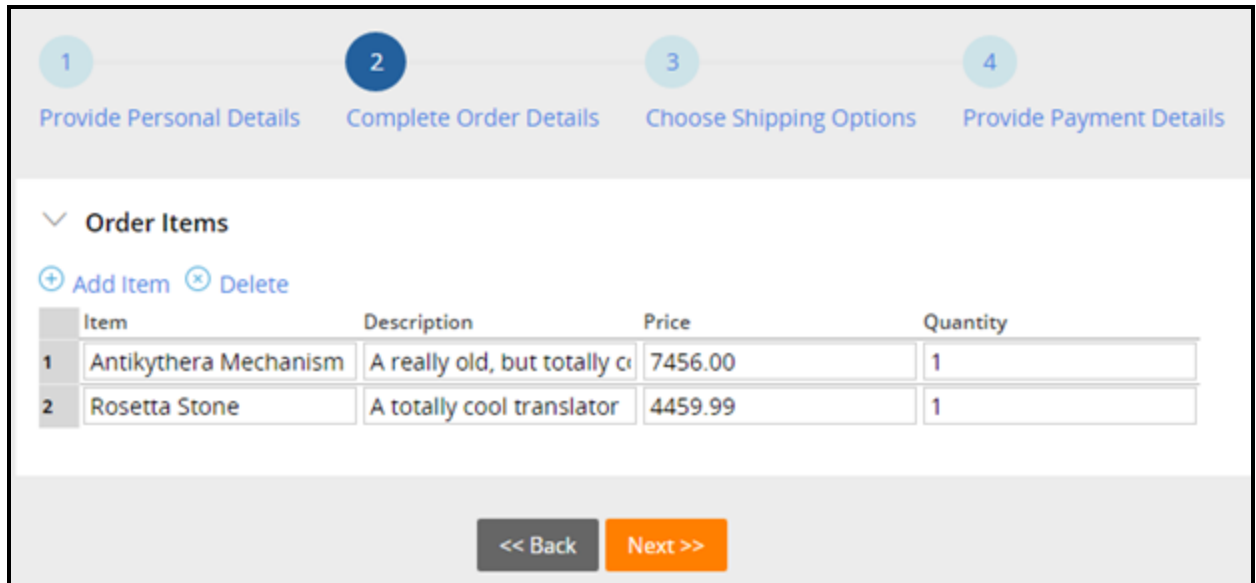 1 2 3 4
Provide Personal Details Complete Order Details Choose Shipping Options Provide Payment Details
Order Items
Add Item Delete
Item Description Price Quantity
1 Antikythera Mechanism A really old, but totally 7456.00 1
2 Rosetta Stone A totally cool translator 4459.99 1
<< Back Next >>